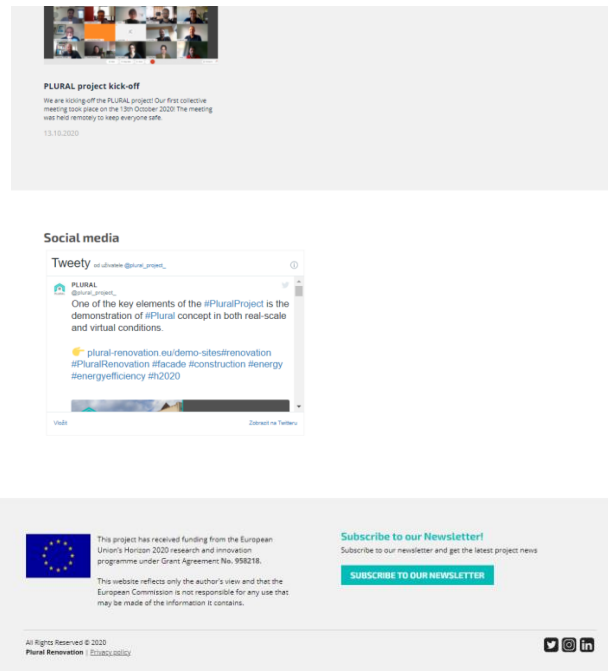 PLURAL project kick-off
We are kicking-off the PLURAL project! Our first collective
meeting took place on the 13th October 2020! The meeting
was held remotely to keep everyone safe.
13.10.2020
Social media
Tweety od uživatele @plural_project_
PLURAL
@plural_project_
One of the key elements of the #PluralProject is the
demonstration of #Plural concept in both real-scale
and virtual conditions.
👉 plural-renovation.eu/demo-sites#renovation
#PluralRenovation #facade #construction #energy
#energyefficiency #h2020
Vložit
Zobrazit na Twitteru
This project has received funding from the European
Union's Horizon 2020 research and innovation
programme under Grant Agreement No. 958218.
This website reflects only the author's view and that the
European Commission is not responsible for any use that
may be made of the information it contains.
Subscribe to our Newsletter!
Subscribe to our newsletter and get the latest project news
SUBSCRIBE TO OUR NEWSLETTER
All Rights Reserved © 2020
Plural Renovation | Privacy policy